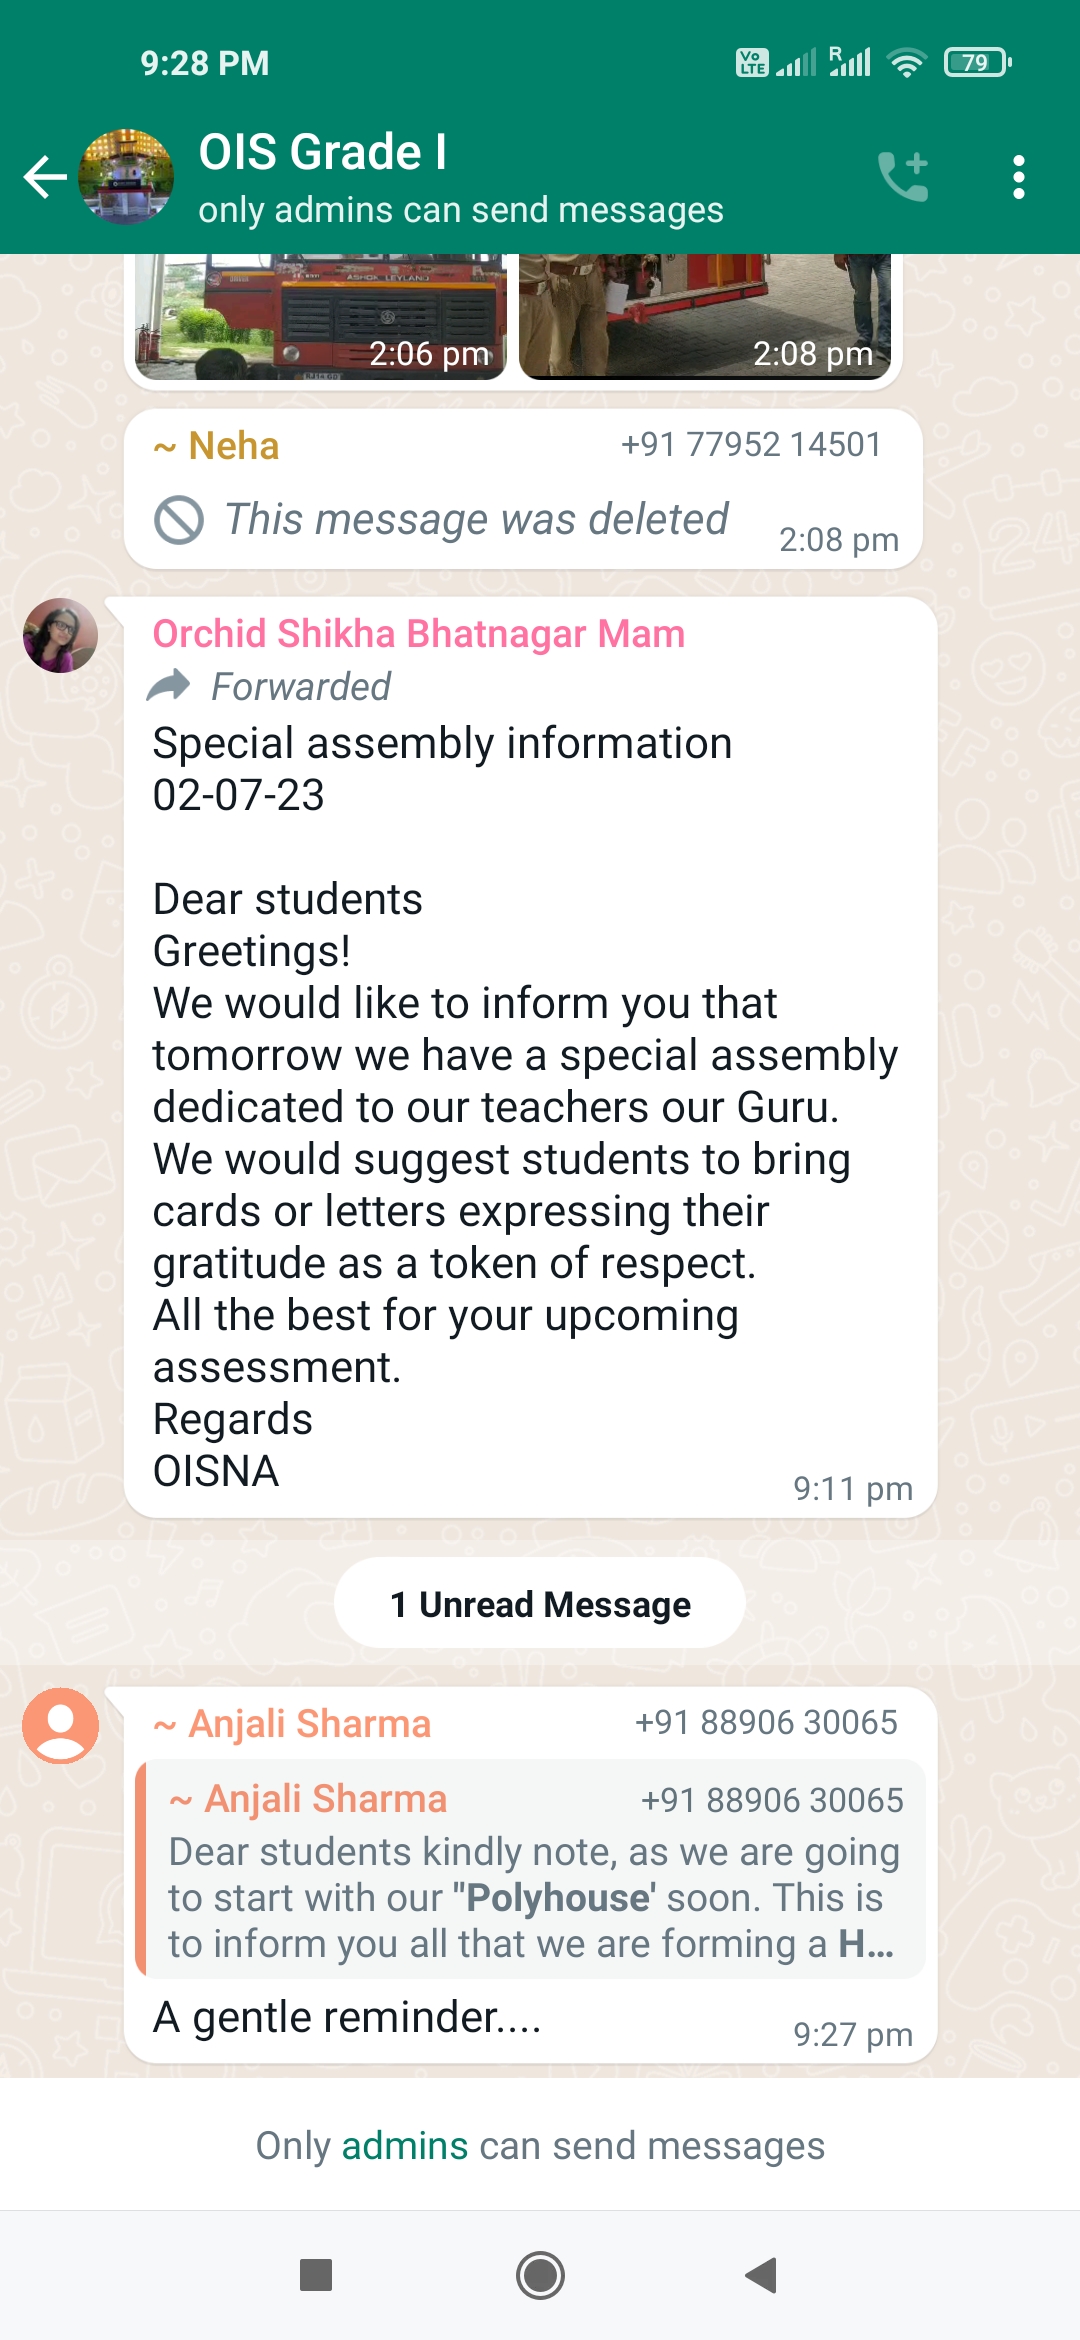 9:28 PM
Vo LTE R 79
OIS Grade I
only admins can send messages
ASHOK LEYLAND
2:06 pm
2:08 pm
~ Neha +91 77952 14501
This message was deleted 2:08 pm
Orchid Shikha Bhatnagar Mam
Forwarded
Special assembly information
02-07-23
Dear students
Greetings!
We would like to inform you that
tomorrow we have a special assembly
dedicated to our teachers our Guru.
We would suggest students to bring
cards or letters expressing their
gratitude as a token of respect.
All the best for your upcoming
assessment.
Regards
OISNA
9:11 pm
1 Unread Message
~ Anjali Sharma +91 88906 30065
~ Anjali Sharma +91 88906 30065
Dear students kindly note, as we are going
to start with our "Polyhouse' soon. This is
to inform you all that we are forming a H...
A gentle reminder....
9:27 pm
Only admins can send messages